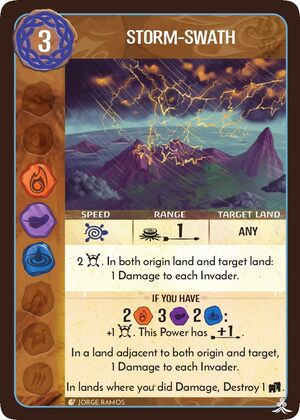 3
STORM-SWATH
SPEED
RANGE
TARGET LAND
1
ANY
2 . In both origin land and target land:
1 Damage to each Invader.
IF YOU HAVE
2 3 2 :
+1 . This Power has +1 .
In a land adjacent to both origin and target,
1 Damage to each Invader.
In lands where you did Damage, Destroy 1 .
JORGE RAMOS